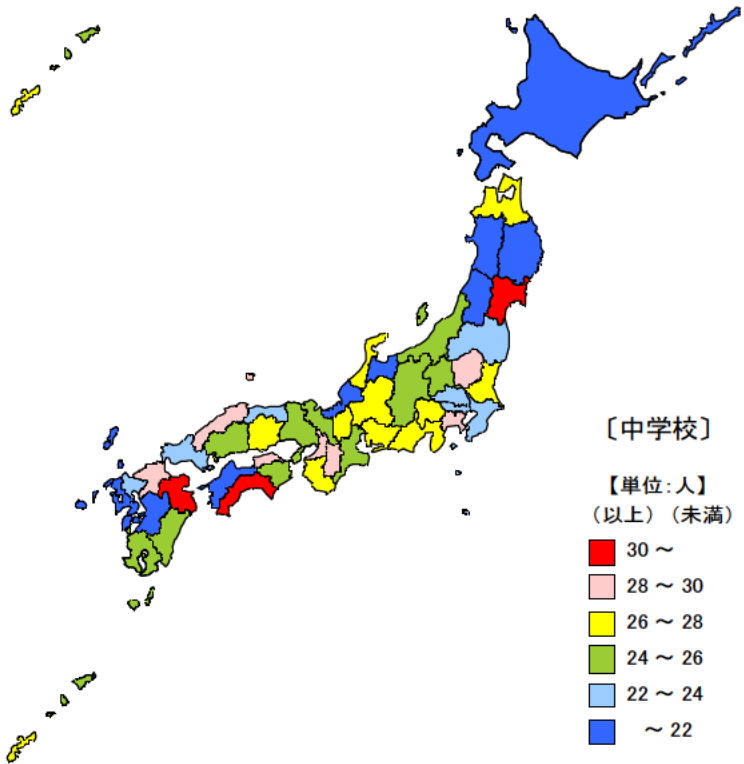 〔中学校〕
【単位:人】
(以上) (未満)
30 ～
28 ～ 30
26 ～ 28
24 ～ 26
22 ～ 24
～ 22